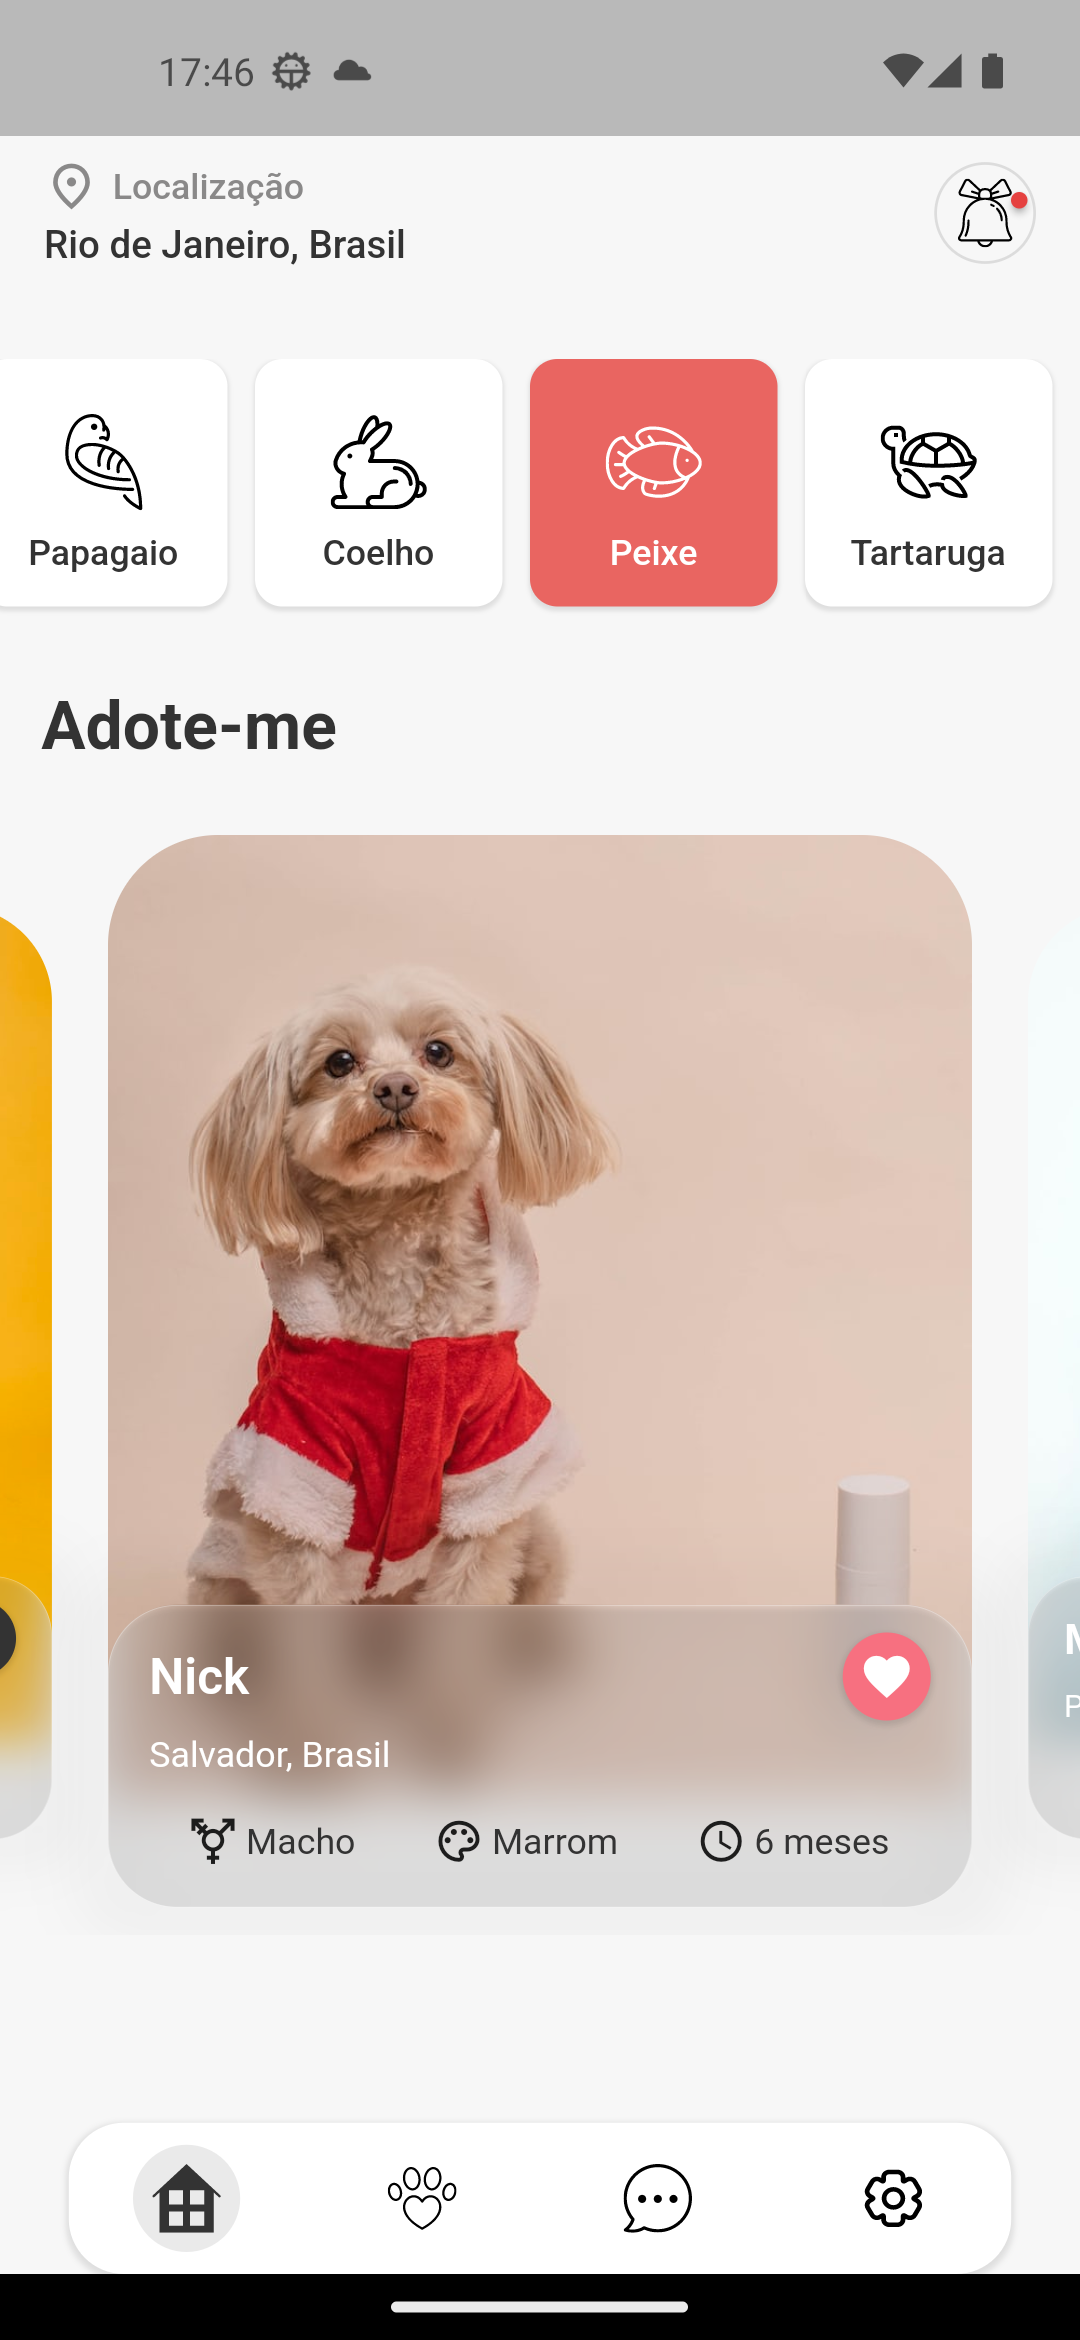 17:46
Localização
Rio de Janeiro, Brasil
Papagaio
Coelho
Peixe
Tartaruga
Adote-me
Nick
Salvador, Brasil
Macho
Marrom
6 meses